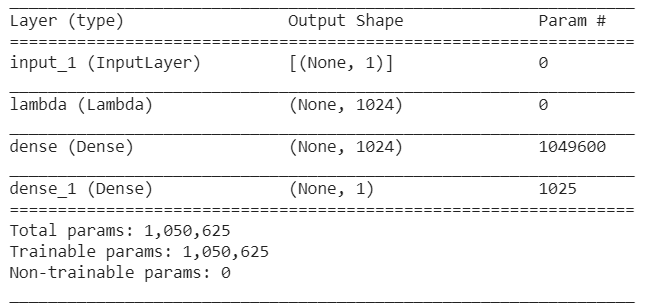 Layer (type) Output Shape Param #
=================================================================
input_1 (InputLayer) [(None, 1)] 0
_________________________________________________________________
lambda (Lambda) (None, 1024) 0
_________________________________________________________________
dense (Dense) (None, 1024) 1049600
_________________________________________________________________
dense_1 (Dense) (None, 1) 1025
=================================================================
Total params: 1,050,625
Trainable params: 1,050,625
Non-trainable params: 0